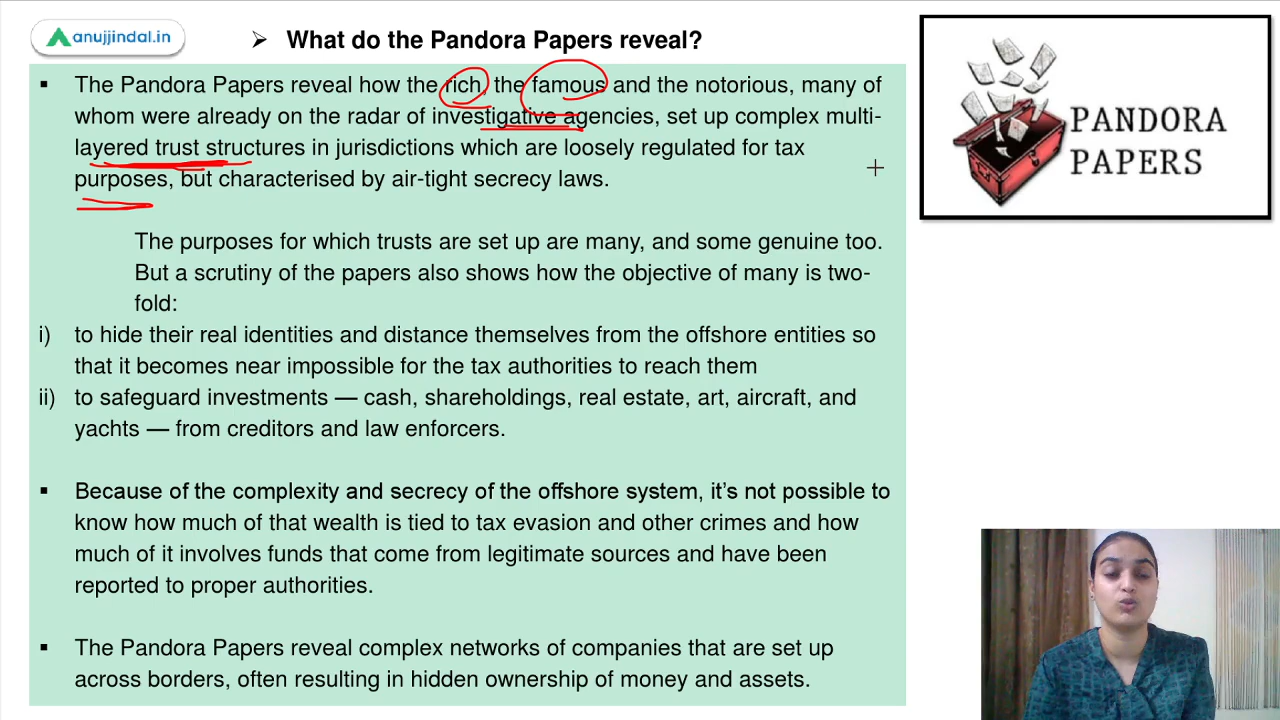 anujjindal.in
➢ What do the Pandora Papers reveal?
▪ The Pandora Papers reveal how the rich, the famous and the notorious, many of
whom were already on the radar of investigative agencies, set up complex multi-
layered trust structures in jurisdictions which are loosely regulated for tax
purposes, but characterised by air-tight secrecy laws.
The purposes for which trusts are set up are many, and some genuine too.
But a scrutiny of the papers also shows how the objective of many is two-
fold:
i) to hide their real identities and distance themselves from the offshore entities so
that it becomes near impossible for the tax authorities to reach them
ii) to safeguard investments — cash, shareholdings, real estate, art, aircraft, and
yachts — from creditors and law enforcers.
▪ Because of the complexity and secrecy of the offshore system, it's not possible to
know how much of that wealth is tied to tax evasion and other crimes and how
much of it involves funds that come from legitimate sources and have been
reported to proper authorities.
▪ The Pandora Papers reveal complex networks of companies that are set up
across borders, often resulting in hidden ownership of money and assets.
PANDORA
PAPERS